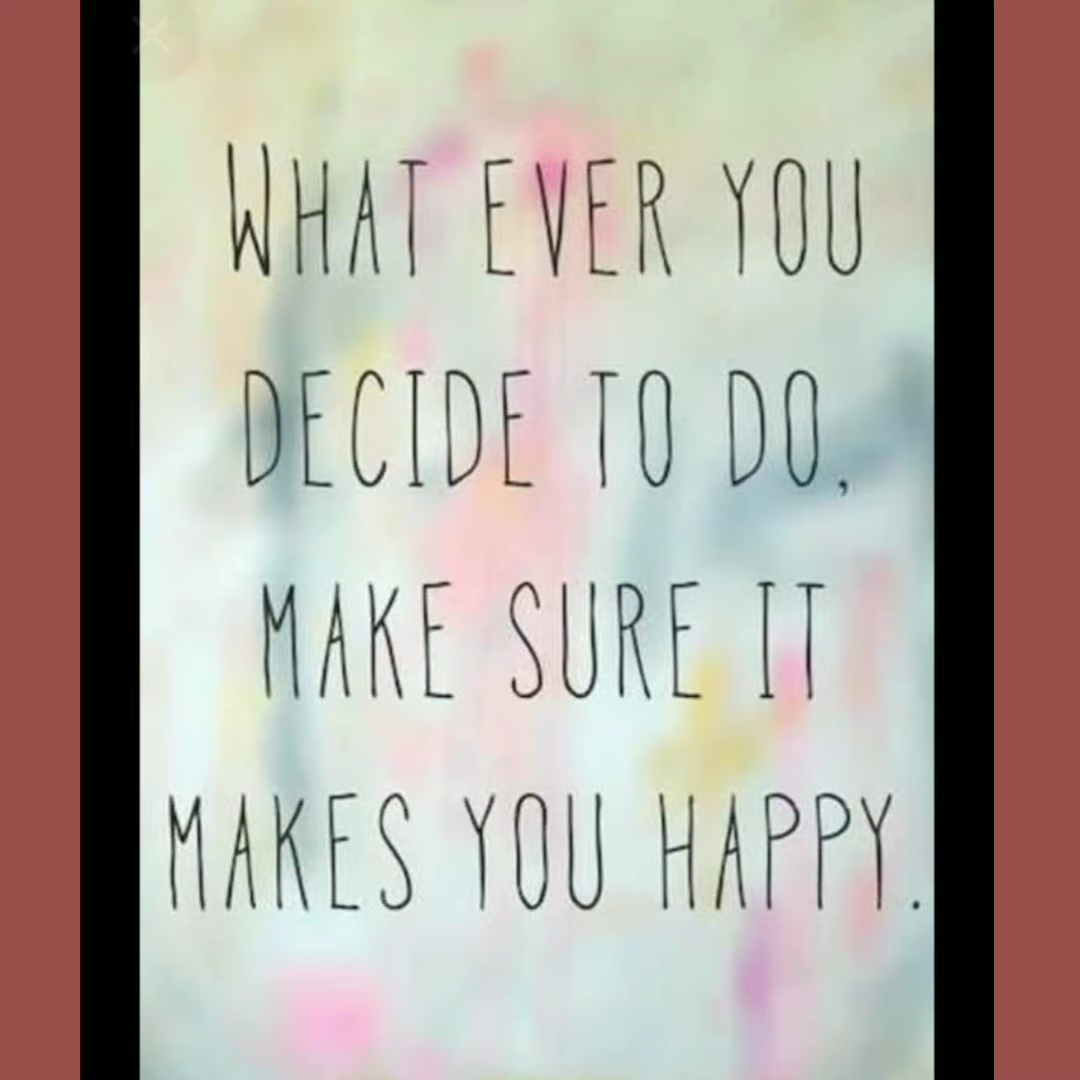 WHAT EVER YOU
DECIDE TO DO,
MAKE SURE IT
MAKES YOU HAPPY.